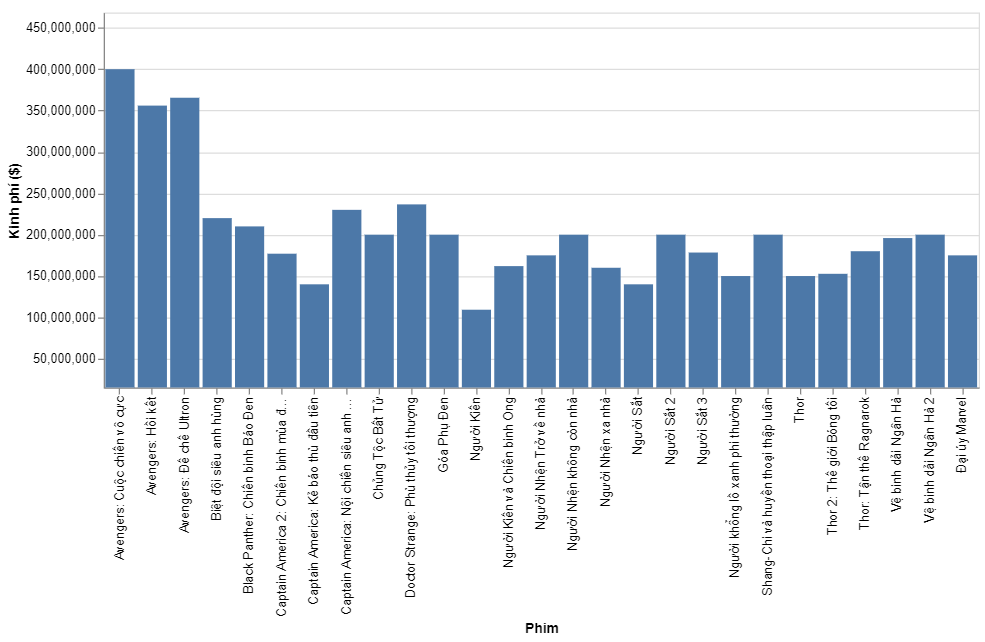 Kinh phí ($)
450,000,000
400,000,000
350,000,000
300,000,000
250,000,000
200,000,000
150,000,000
100,000,000
50,000,000
Avengers: Cuộc chiến vô cực
Avengers: Hồi kết
Avengers: Đế chế Ultron
Biệt đội siêu anh hùng
Black Panther: Chiến binh Báo Đen
Captain America 2: Chiến binh mùa đ...
Captain America: Kẻ báo thù đầu tiên
Captain America: Nội chiến siêu anh ...
Chủng Tộc Bất Tử
Doctor Strange: Phù thủy tối thượng
Góa Phụ Đen
Người Kiến
Người Kiến và Chiến binh Ong
Người Nhện Trở về nhà
Người Nhện không còn nhà
Người Nhện xa nhà
Người Sắt
Người Sắt 2
Người Sắt 3
Người khổng lồ xanh phi thường
Shang- Chi và huyền thoại thập luân
Thor
Thor 2: Thế giới Bóng tối
Thor: Tận thế Ragnarok
Vệ binh dải Ngân Hà
Vệ binh dải Ngân Hà 2
Đại úy Marvel
Phim